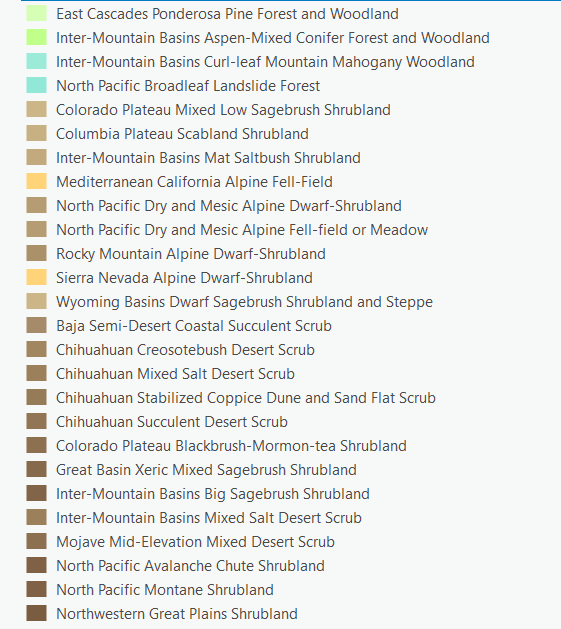 East Cascades Ponderosa Pine Forest and Woodland
Inter-Mountain Basins Aspen-Mixed Conifer Forest and Woodland
Inter-Mountain Basins Curl-leaf Mountain Mahogany Woodland
North Pacific Broadleaf Landslide Forest
Colorado Plateau Mixed Low Sagebrush Shrubland
Columbia Plateau Scabland Shrubland
Inter-Mountain Basins Mat Saltbush Shrubland
Mediterranean California Alpine Fell-Field
North Pacific Dry and Mesic Alpine Dwarf-Shrubland
North Pacific Dry and Mesic Alpine Fell-field or Meadow
Rocky Mountain Alpine Dwarf-Shrubland
Sierra Nevada Alpine Dwarf-Shrubland
Wyoming Basins Dwarf Sagebrush Shrubland and Steppe
Baja Semi-Desert Coastal Succulent Scrub
Chihuahuan Creosotebush Desert Scrub
Chihuahuan Mixed Salt Desert Scrub
Chihuahuan Stabilized Coppice Dune and Sand Flat Scrub
Chihuahuan Succulent Desert Scrub
Colorado Plateau Blackbrush-Mormon-tea Shrubland
Great Basin Xeric Mixed Sagebrush Shrubland
Inter-Mountain Basins Big Sagebrush Shrubland
Inter-Mountain Basins Mixed Salt Desert Scrub
Mojave Mid-Elevation Mixed Desert Scrub
North Pacific Avalanche Chute Shrubland
North Pacific Montane Shrubland
Northwestern Great Plains Shrubland